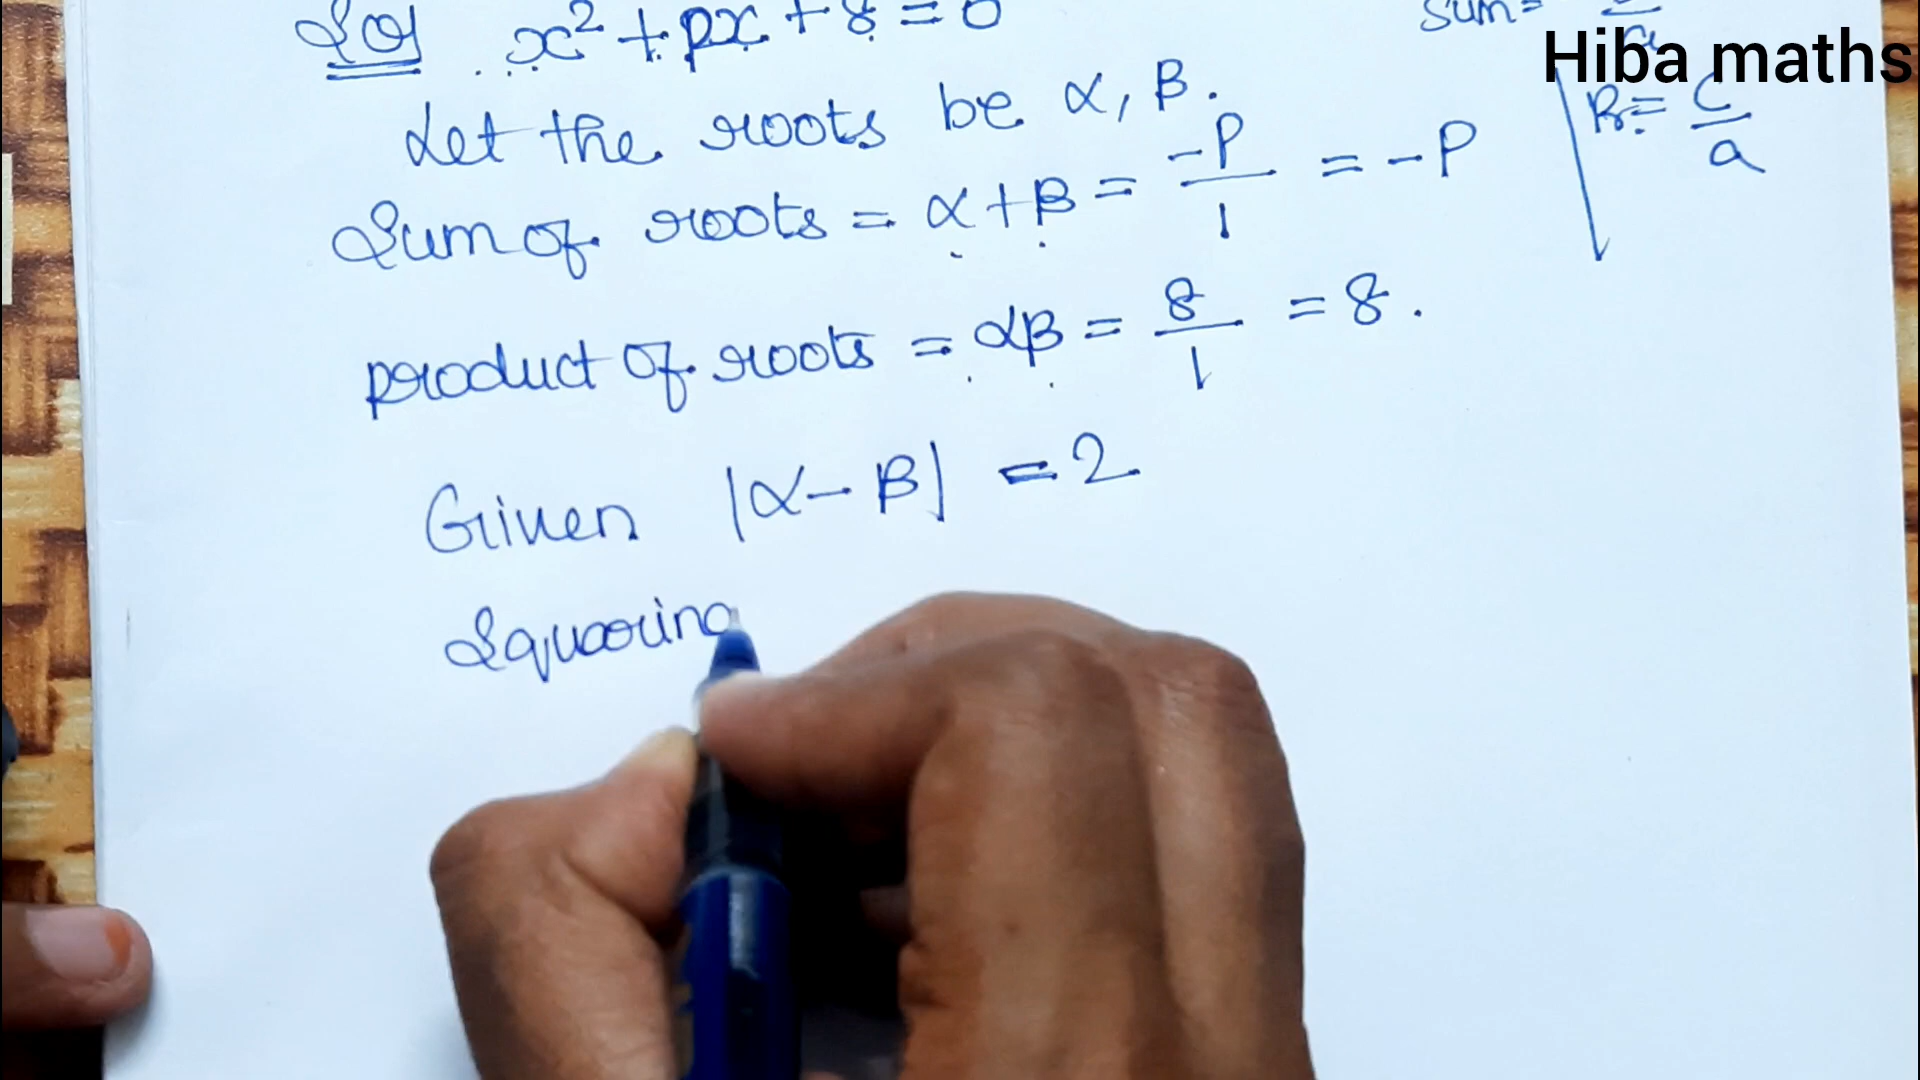 Sol x² + px + 8 = 0
Sum =
Hiba maths
Let the roots be α, β.
P = C/a
Sum of roots = α + β = -P/1 = -P
product of roots = αβ = 8/1 = 8.
Given |α - β| = 2
Squaring